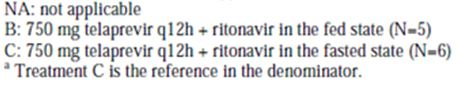 NA: not applicable
B: 750 mg telaprevir q12h + ritonavir in the fed state (N=5)
C: 750 mg telaprevir q12h + ritonavir in the fasted state (N=6)
a Treatment C is the reference in the denominator.